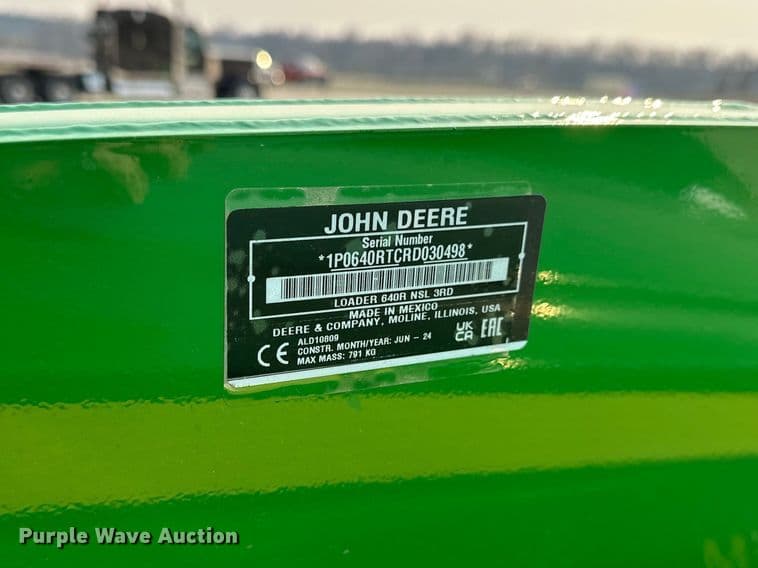 JOHN DEERE
Serial Number
*1P0640RTCRD030498*
LOADER 640R NSL 3RD
MADE IN MEXICO
DEERE & COMPANY, MOLINE, ILLINOIS, USA
ALD10809
CONSTR. MONTH/YEAR: JUN - 24
MAX MASS: 791 KG
CE
UK
CA
EAC
Purple Wave Auction